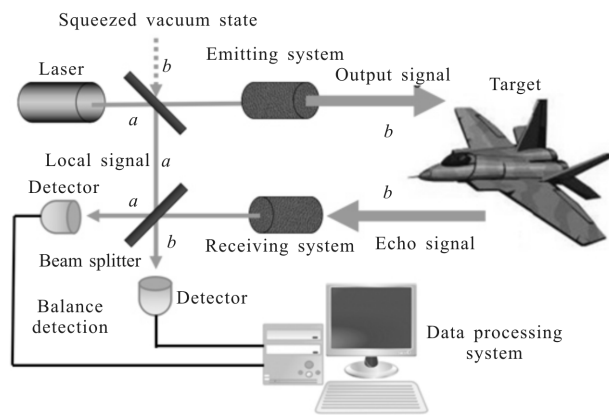 Squeezed vacuum state
Emitting system
Laser
b
Output signal
Target
a
b
Local signal
a
Detector
a
b
b
Receiving system
Echo signal
Beam splitter
Detector
Balance
detection
Data processing
system